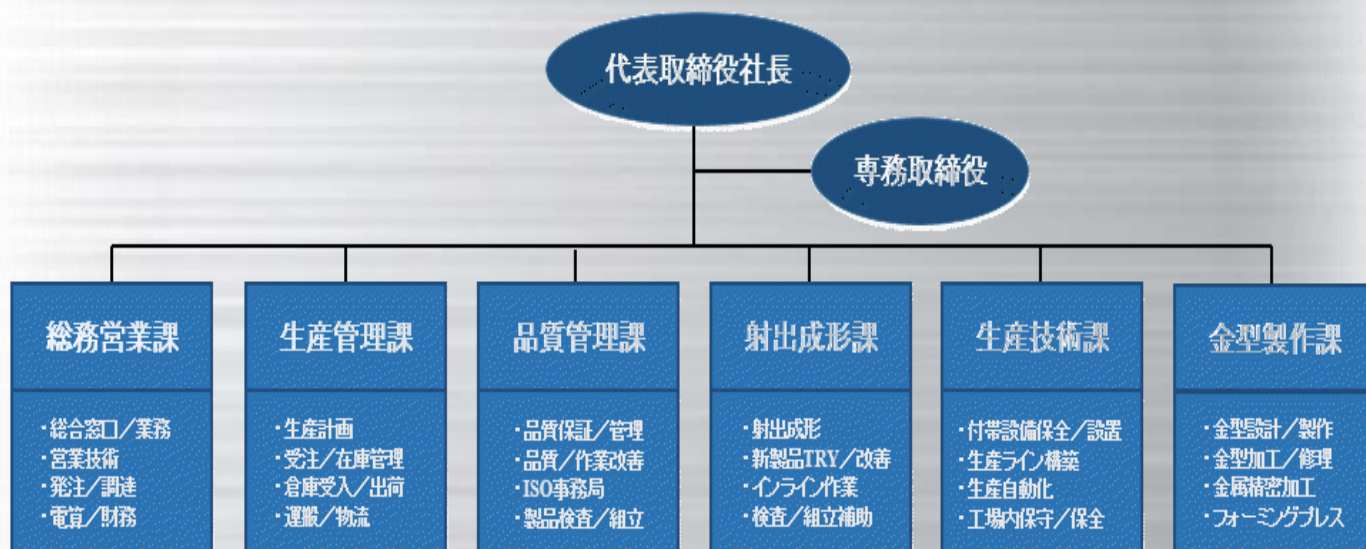 代表取締役社長
専務取締役
総務営業課
・総合窓口／業務
・営業技術
・発注／調達
・電算／財務
生産管理課
・生産計画
・受注／在庫管理
・倉庫受入／出荷
・運搬／物流
品質管理課
・品質保証／管理
・品質／作業改善
・ISO事務局
・製品検査／組立
射出成形課
・射出成形
・新製品TRY／改善
・インライン作業
・検査／組立補助
生産技術課
・付帯設備保全／設置
・生産ライン構築
・生産自動化
・工場内保守／保全
金型製作課
・金型設計／製作
・金型加工／修理
・金属精密加工
・フォーミングプレス